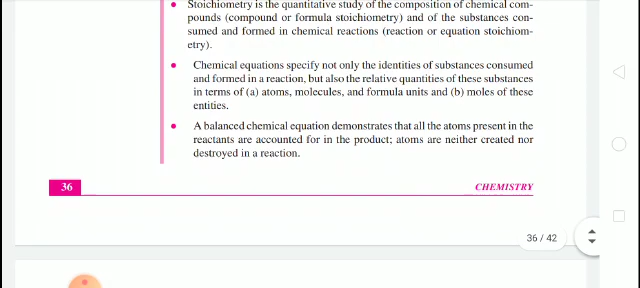 • Stoichiometry is the quantitative study of the composition of chemical com-
pounds (compound or formula stoichiometry) and of the substances con-
sumed and formed in chemical reactions (reaction or equation stoichiom-
etry).
• Chemical equations specify not only the identities of substances consumed
and formed in a reaction, but also the relative quantities of these substances
in terms of (a) atoms, molecules, and formula units and (b) moles of these
entities.
• A balanced chemical equation demonstrates that all the atoms present in the
reactants are accounted for in the product; atoms are neither created nor
destroyed in a reaction.
36
CHEMISTRY
36 / 42